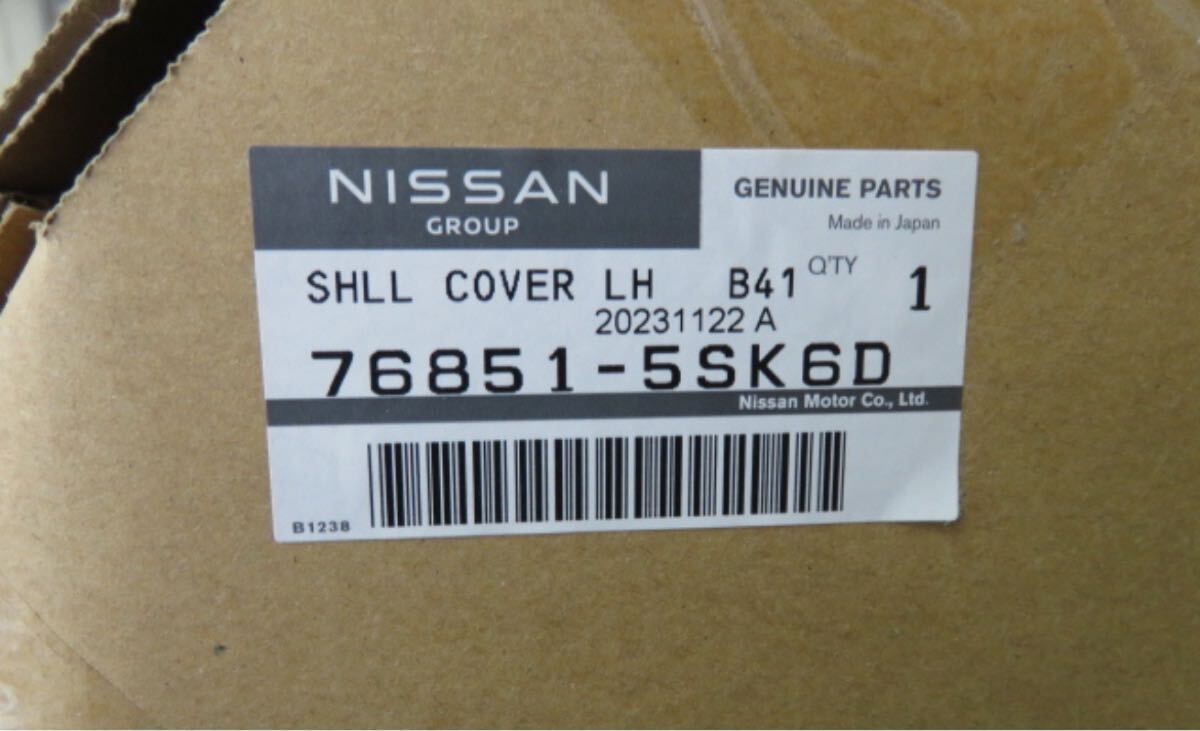 NISSAN
GROUP
GENUINE PARTS
Made in Japan
SHLL COVER LH B41 Q'TY 1
20231122 A
76851-5SK6D
Nissan Motor Co., Ltd.
B1238